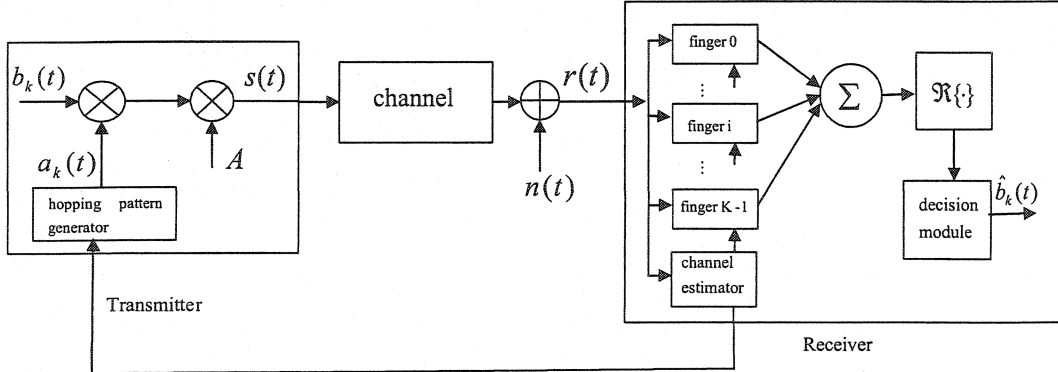 b_k(t)
s(t)
a_k(t)
A
hopping pattern
generator
Transmitter
channel
n(t)
r(t)
finger 0
...
finger i
...
finger K-1
channel
estimator
Σ
ℜ{·}
decision
module
b̂_k(t)
Receiver